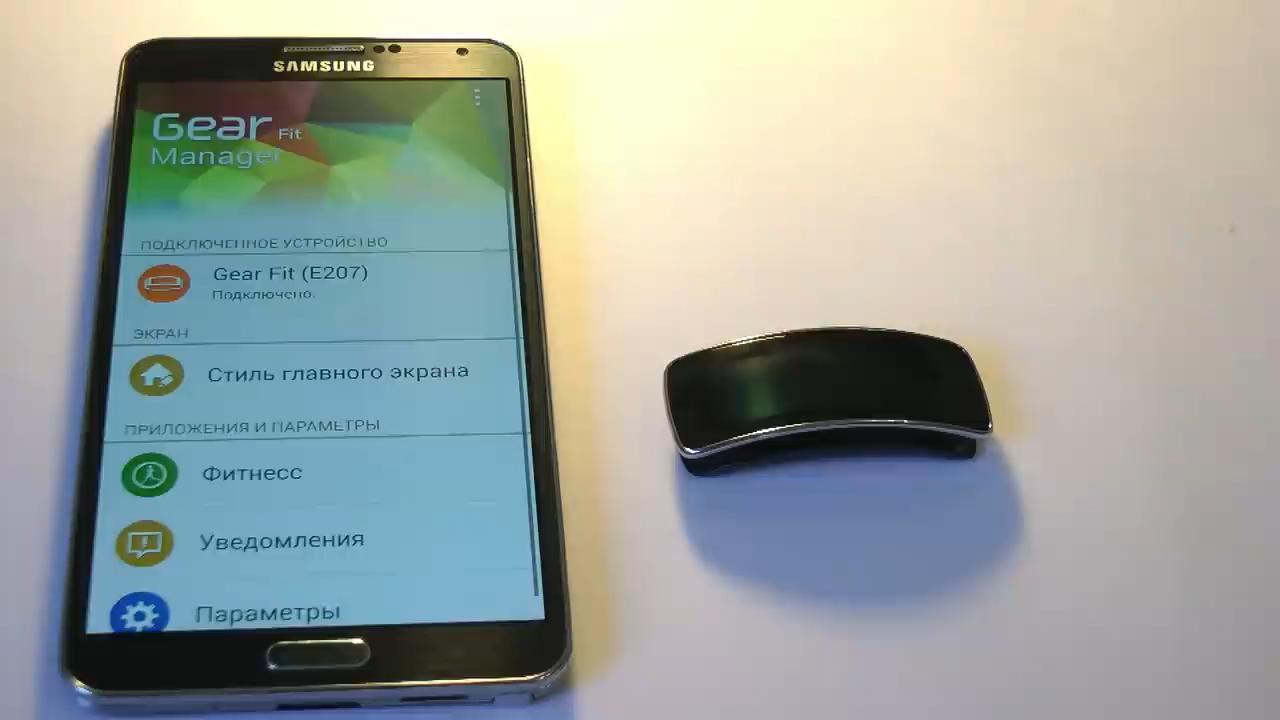 SAMSUNG
Gear Fit
Manager
ПОДКЛЮЧЕННОЕ УСТРОЙСТВО
Gear Fit (E207)
Подключено.
ЭКРАН
Стиль главного экрана
ПРИЛОЖЕНИЯ И ПАРАМЕТРЫ
Фитнесс
Уведомления
Параметры